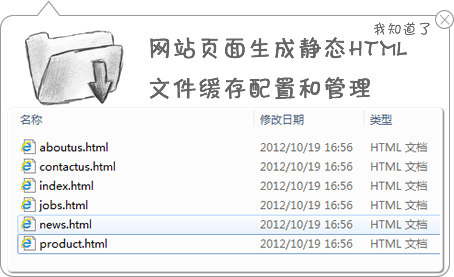 我知道了
网站页面生成静态HTML
文件缓存配置和管理
名称 修改日期 类型
aboutus.html 2012/10/19 16:56 HTML 文档
contactus.html 2012/10/19 16:56 HTML 文档
index.html 2012/10/19 16:56 HTML 文档
jobs.html 2012/10/19 16:56 HTML 文档
news.html 2012/10/19 16:56 HTML 文档
product.html 2012/10/19 16:56 HTML 文档